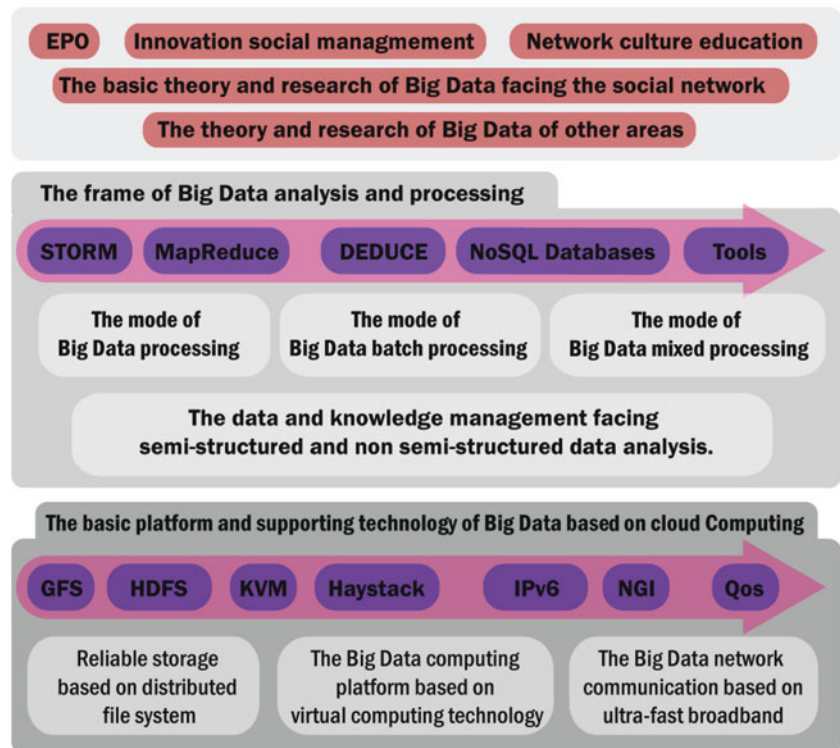 EPO Innovation social managmement Network culture education
The basic theory and research of Big Data facing the social network
The theory and research of Big Data of other areas
The frame of Big Data analysis and processing
STORM MapReduce DEDUCE NoSQL Databases Tools
The mode of
Big Data processing
The mode of
Big Data batch processing
The mode of
Big Data mixed processing
The data and knowledge management facing
semi-structured and non semi-structured data analysis.
The basic platform and supporting technology of Big Data based on cloud Computing
GFS HDFS KVM Haystack IPv6 NGI Qos
Reliable storage
based on distributed
file system
The Big Data computing
platform based on
virtual computing technology
The Big Data network
communication based on
ultra-fast broadband